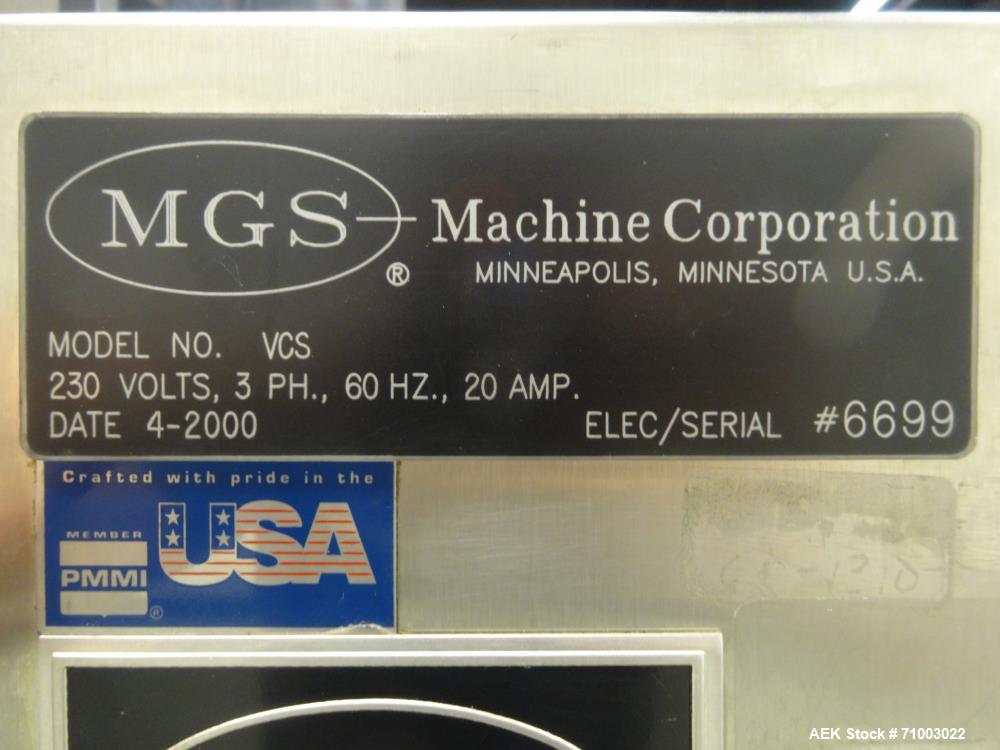 MGS
®
Machine Corporation
MINNEAPOLIS, MINNESOTA U.S.A.
MODEL NO. VCS
230 VOLTS, 3 PH., 60 HZ., 20 AMP.
DATE 4-2000
ELEC/SERIAL #6699
Crafted with pride in the
USA
MEMBER
PMMI
®
AEK Stock # 71003022